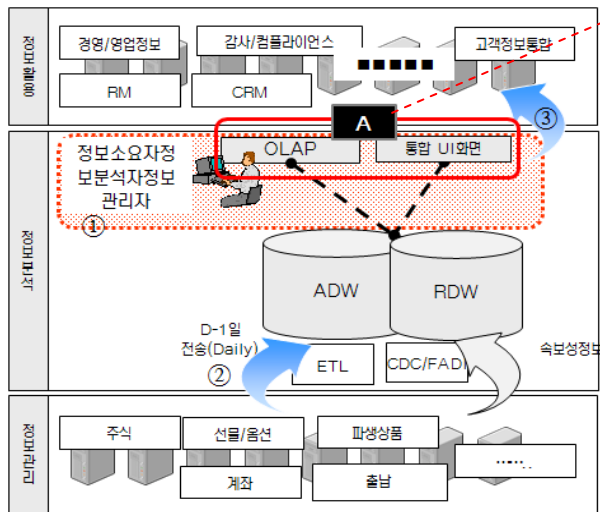 정보활용
경영/영업정보
감사/컴플라이언스
고객정보통합
RM
CRM
■■■■■
③
A
OLAP
통합 UI화면
정보소요자정
보분석자정보
관리자
①
정보분석
ADW
RDW
D-1일
전송(Daily)
②
ETL
CDC/FADI
속보성정보
정보관리
주식
선물/옵션
파생상품
계좌
출납
……